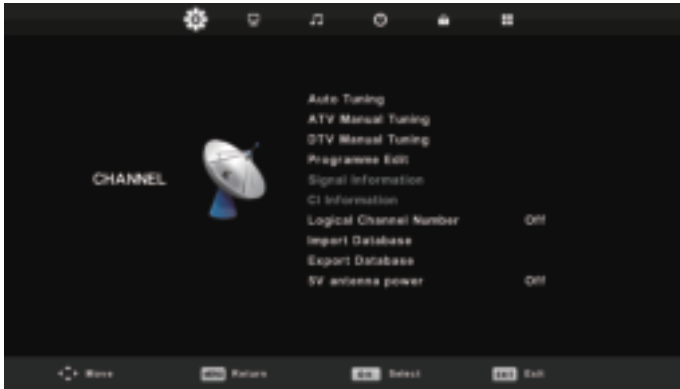 CHANNEL
Auto Tuning
ATV Manual Tuning
DTV Manual Tuning
Programme Edit
Signal Information
CI Information
Logical Channel Number Off
Import Database
Export Database
5V antenna power Off
Move MENU Return Select Exit